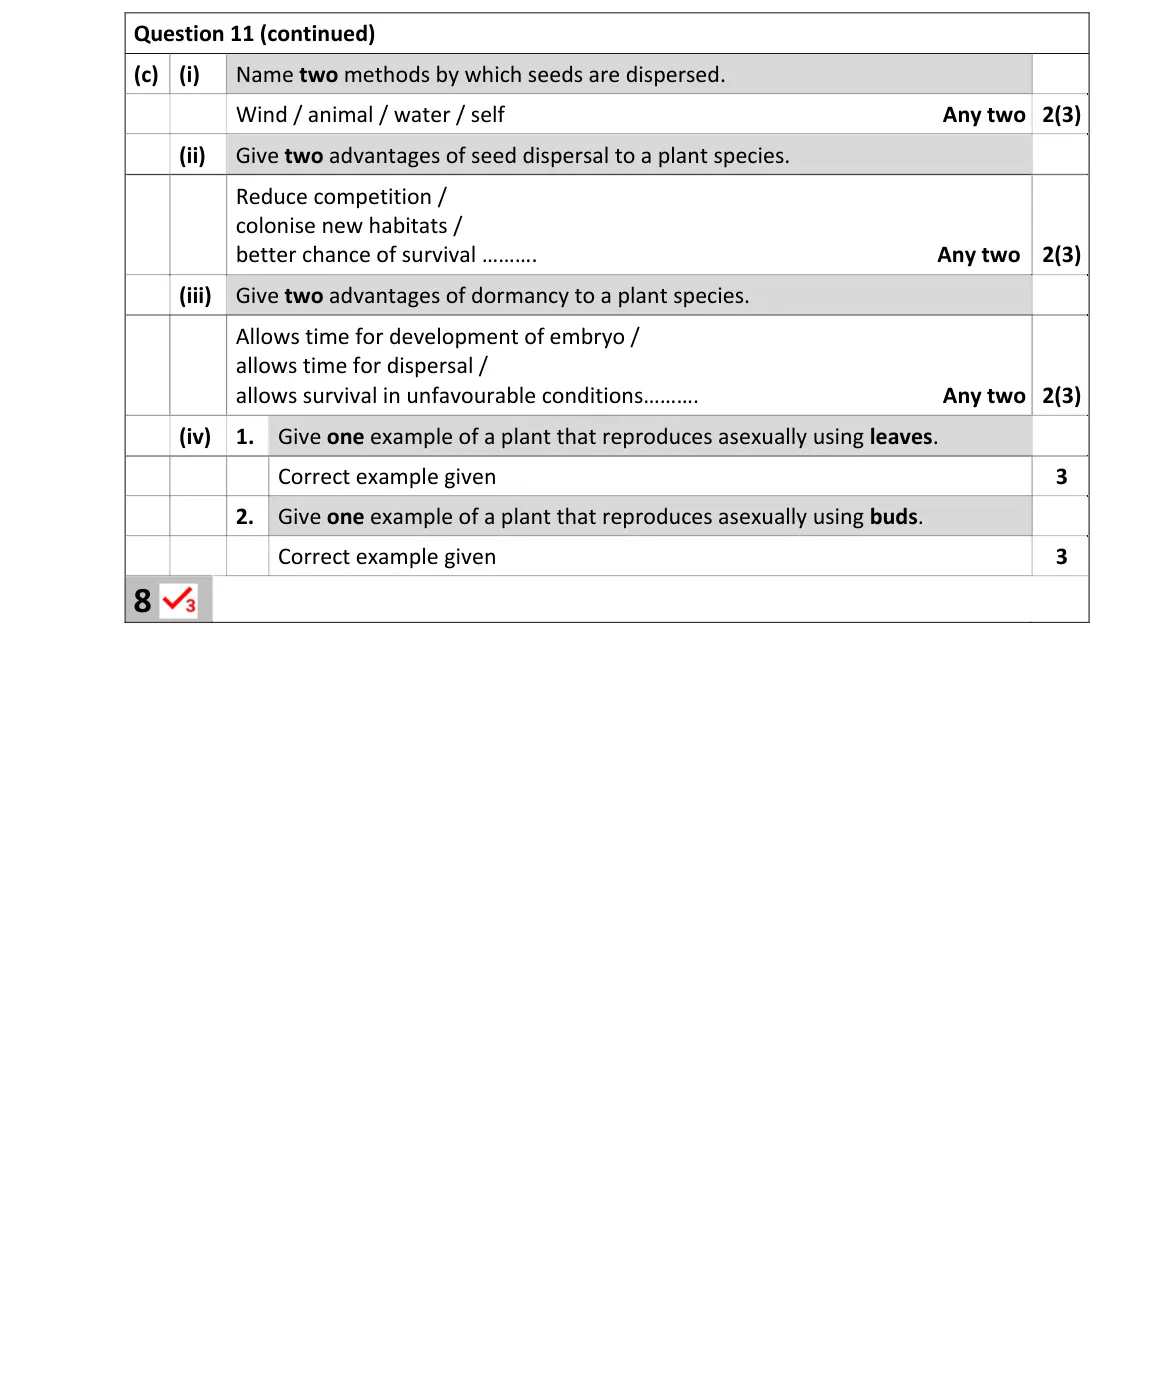 Question 11 (continued)
(c) (i) Name two methods by which seeds are dispersed.
Wind / animal / water / self Any two 2(3)
(ii) Give two advantages of seed dispersal to a plant species.
Reduce competition /
colonise new habitats /
better chance of survival ………. Any two 2(3)
(iii) Give two advantages of dormancy to a plant species.
Allows time for development of embryo /
allows time for dispersal /
allows survival in unfavourable conditions………. Any two 2(3)
(iv) 1. Give one example of a plant that reproduces asexually using leaves.
Correct example given 3
2. Give one example of a plant that reproduces asexually using buds.
Correct example given 3
8 ✓3